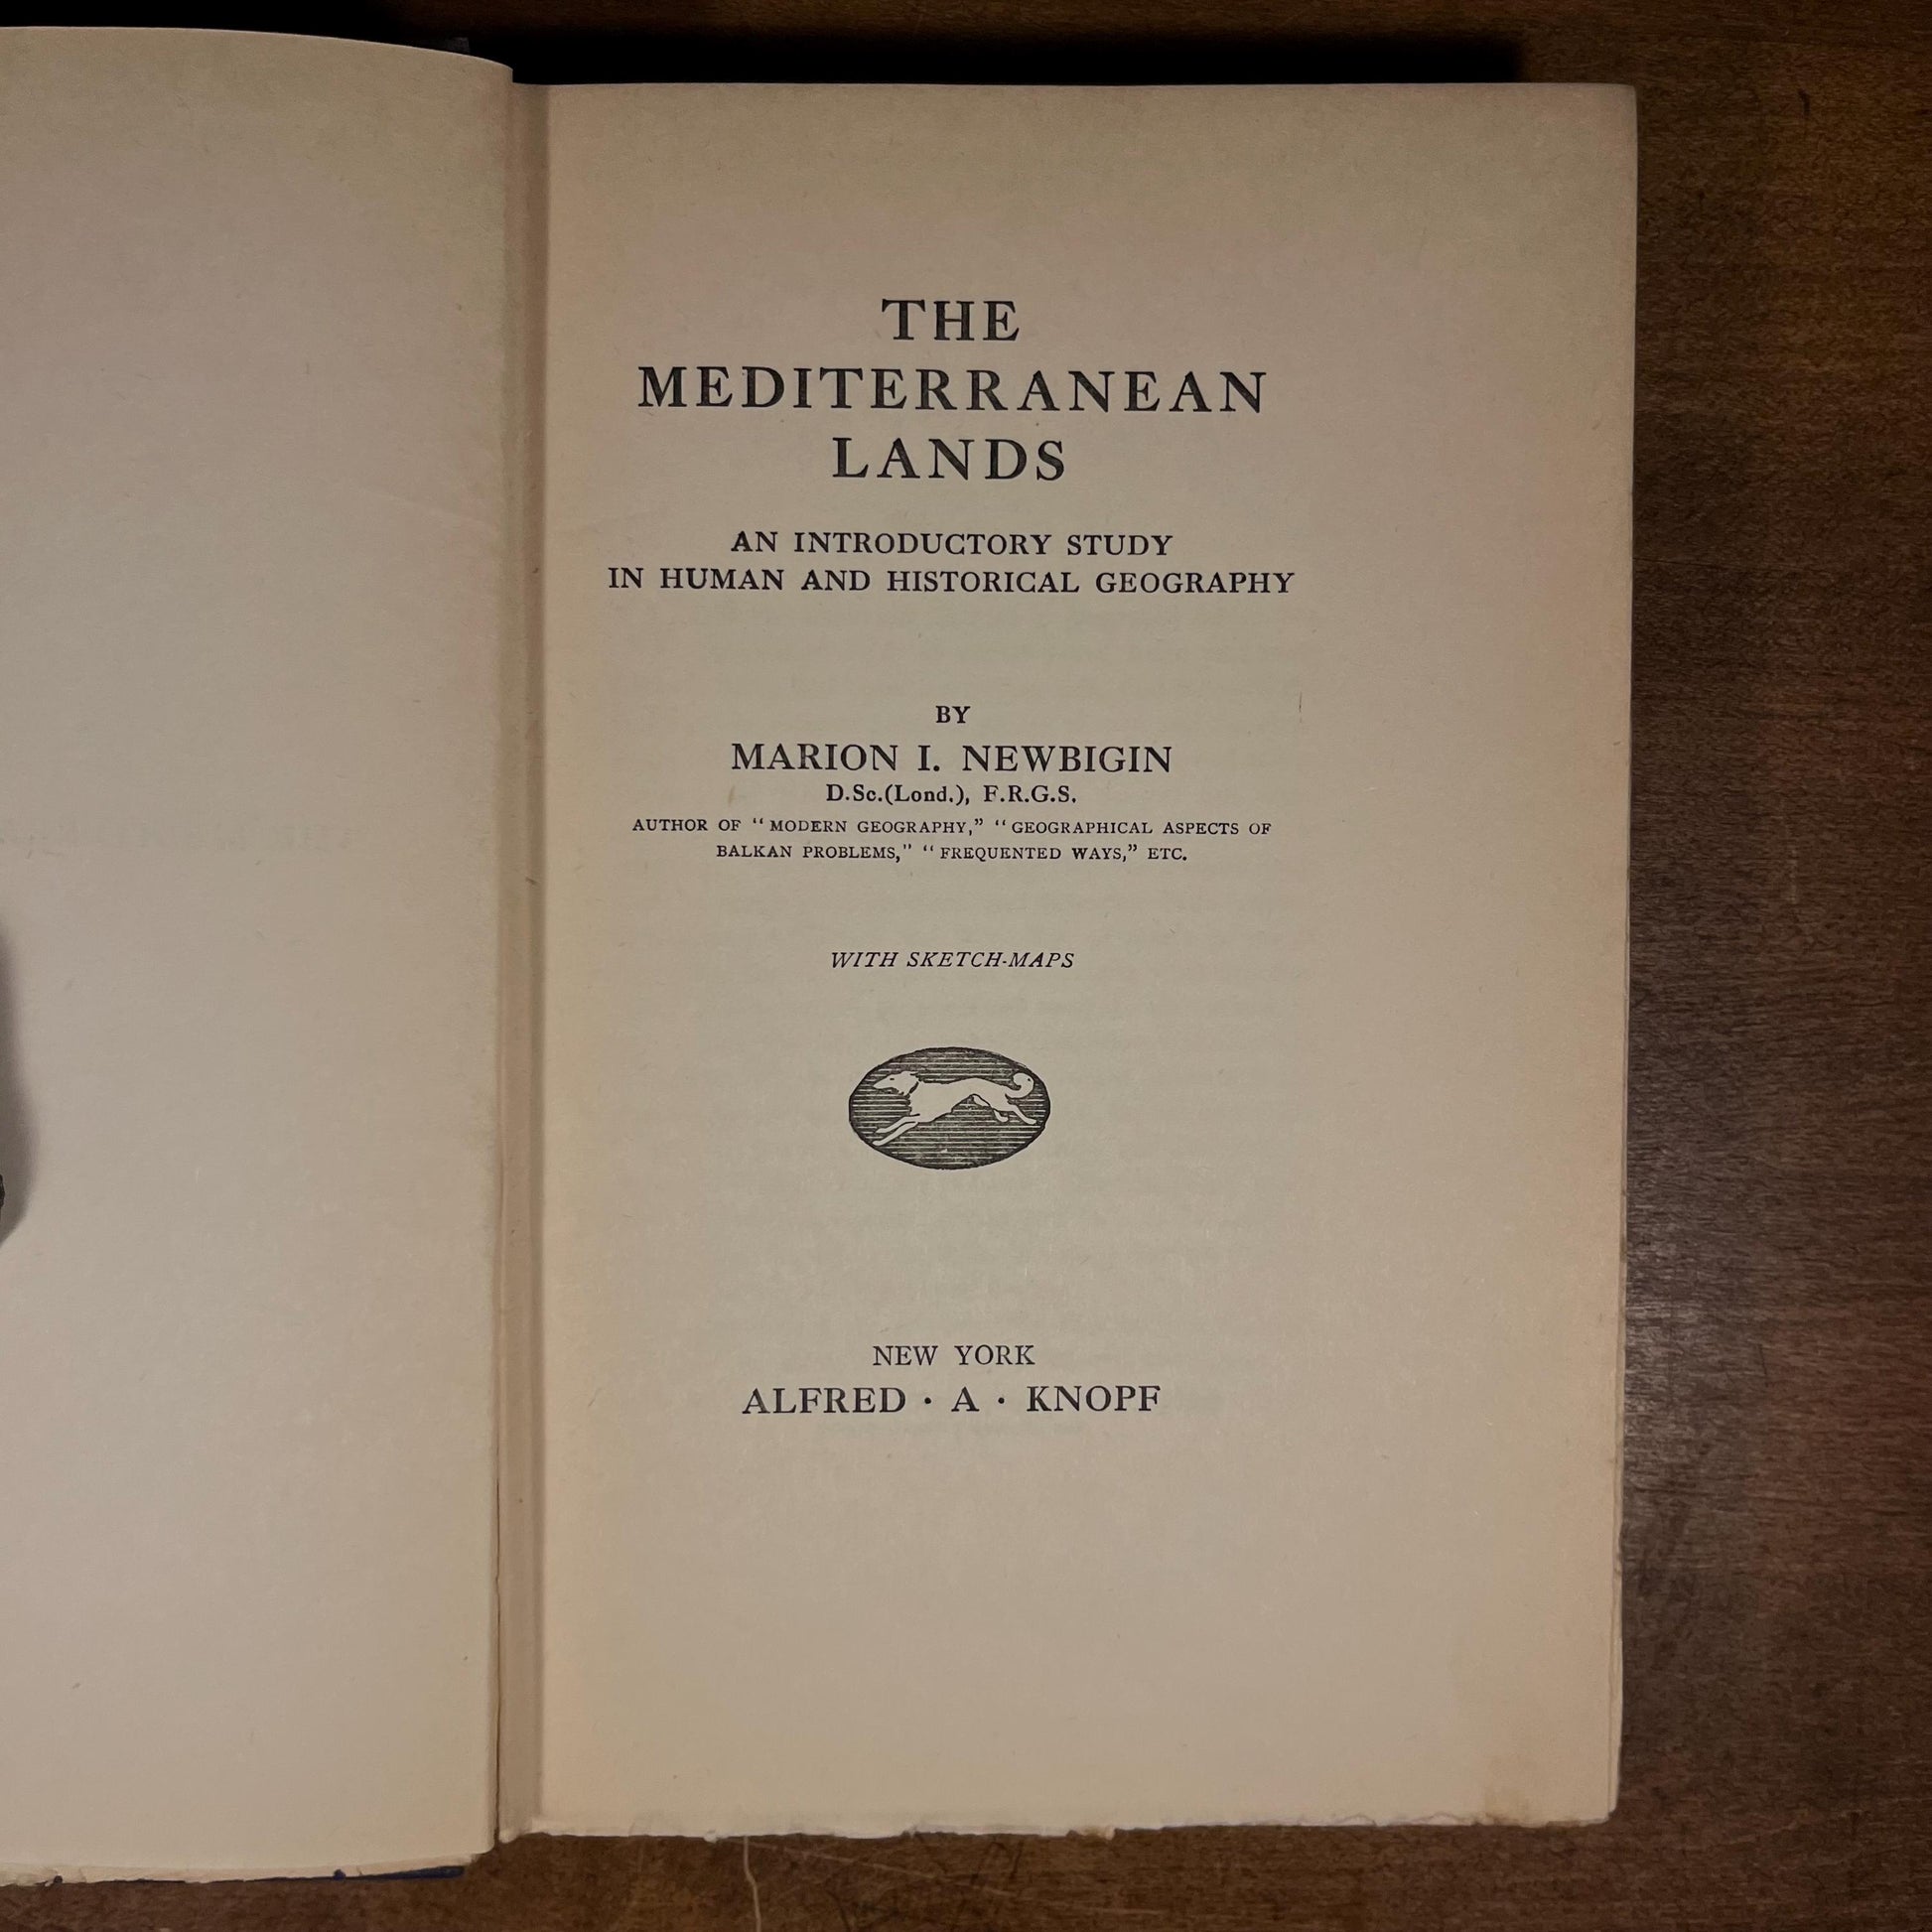 THE
MEDITERRANEAN
LANDS
AN INTRODUCTORY STUDY
IN HUMAN AND HISTORICAL GEOGRAPHY
BY
MARION I. NEWBIGIN
D.Sc.(Lond.), F.R.G.S.
AUTHOR OF “MODERN GEOGRAPHY,” “GEOGRAPHICAL ASPECTS OF
BALKAN PROBLEMS,” “FREQUENTED WAYS,” ETC.
WITH SKETCH-MAPS
NEW YORK
ALFRED · A · KNOPF